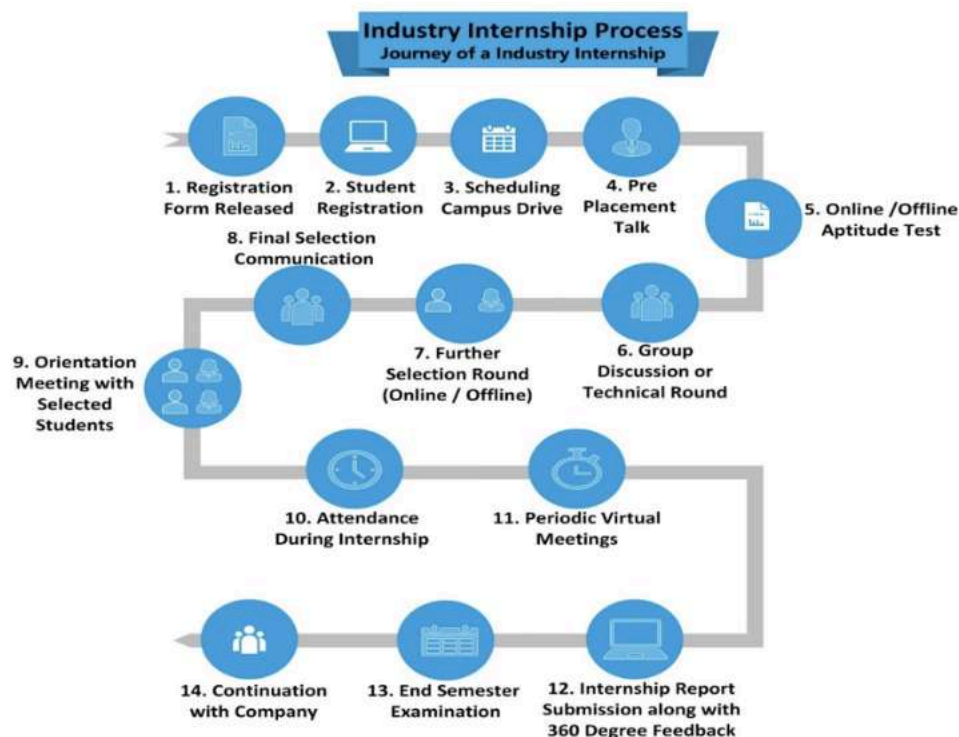 Industry Internship Process
Journey of a Industry Internship
1. Registration
Form Released
2. Student
Registration
3. Scheduling
Campus Drive
4. Pre
Placement
Talk
5. Online /Offline
Aptitude Test
6. Group
Discussion or
Technical Round
7. Further
Selection Round
(Online / Offline)
8. Final Selection
Communication
9. Orientation
Meeting with
Selected
Students
10. Attendance
During Internship
11. Periodic Virtual
Meetings
12. Internship Report
Submission along with
360 Degree Feedback
13. End Semester
Examination
14. Continuation
with Company